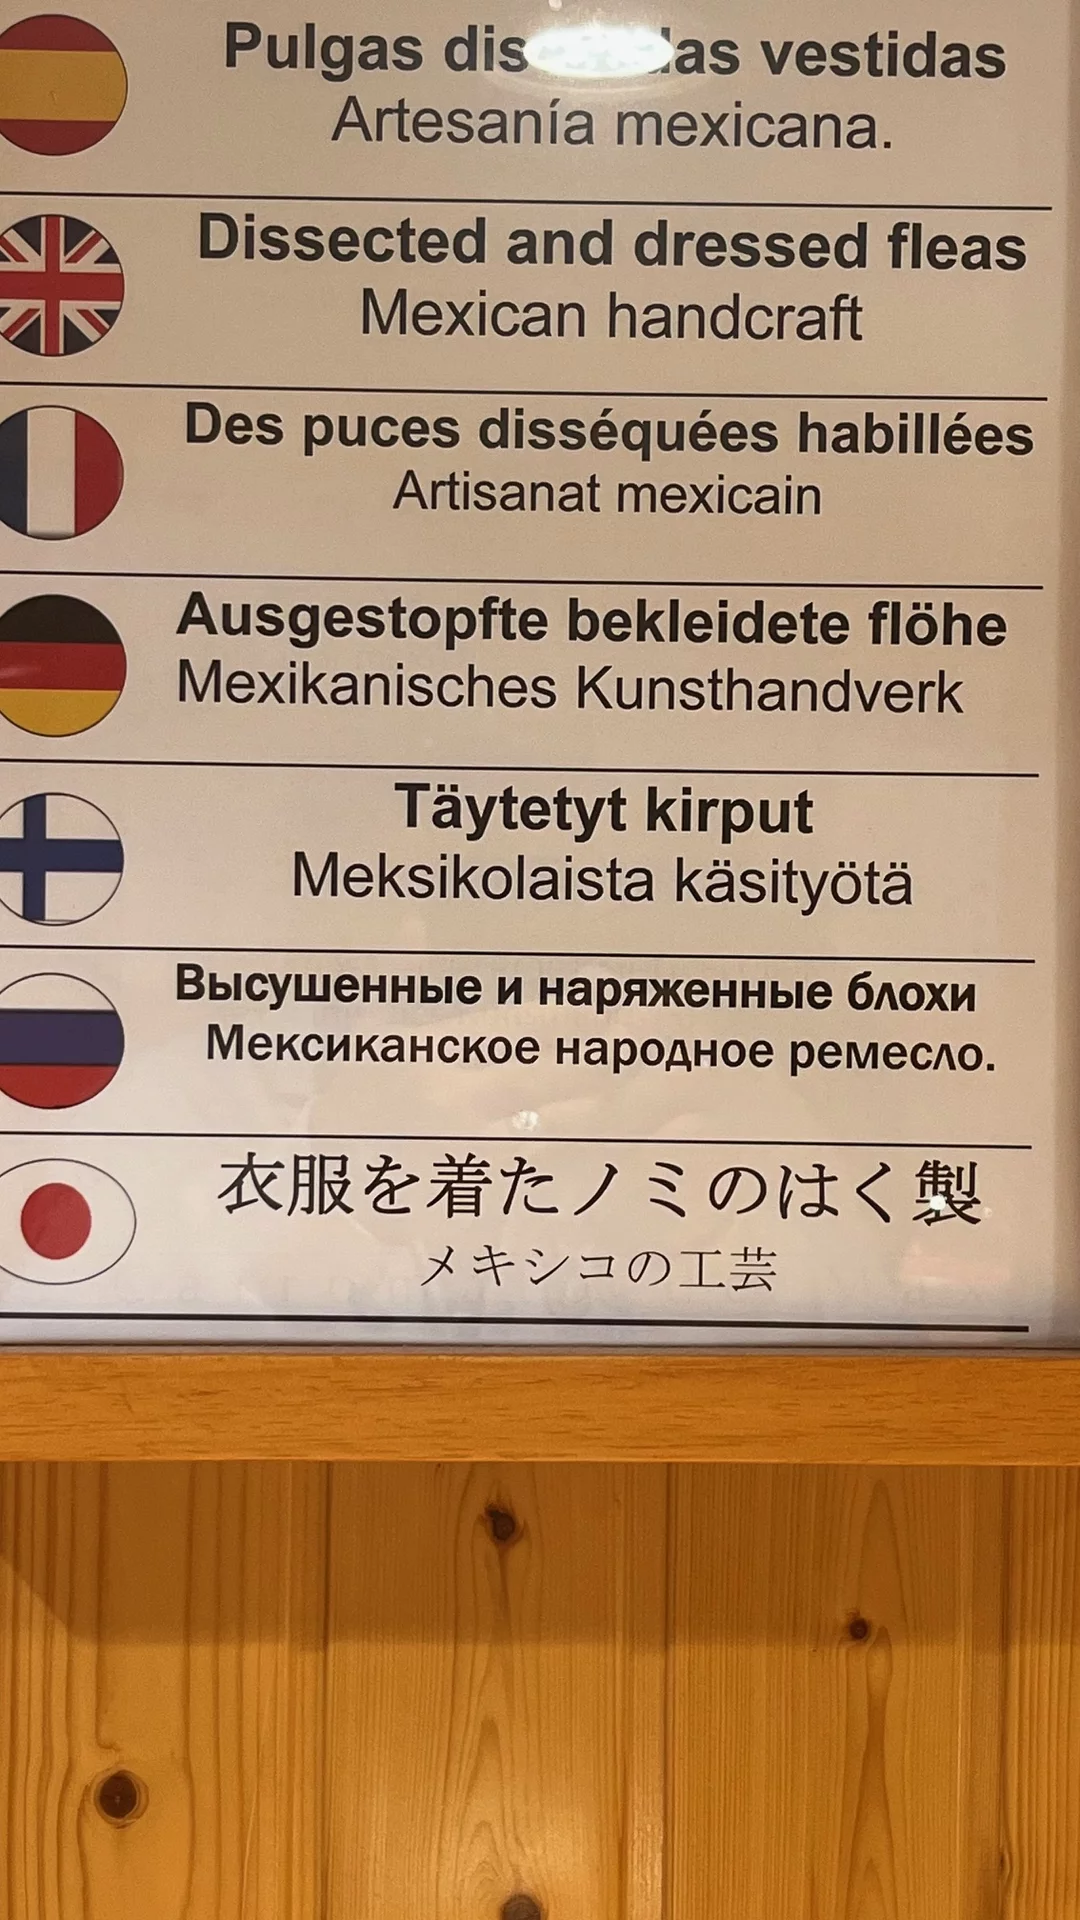 Pulgas vestidas
Artesanía mexicana.
Dissected and dressed fleas
Mexican handcraft
Des puces disséquées habillées
Artisanat mexicain
Ausgestopfte bekleidete flöhe
Mexikanisches Kunsthandverk
Täytetyt kirput
Meksikolaista käsityötä
Высушенные и наряженные блохи
Мексиканское народное ремесло.
衣服を着たノミのはく製
メキシコの工芸